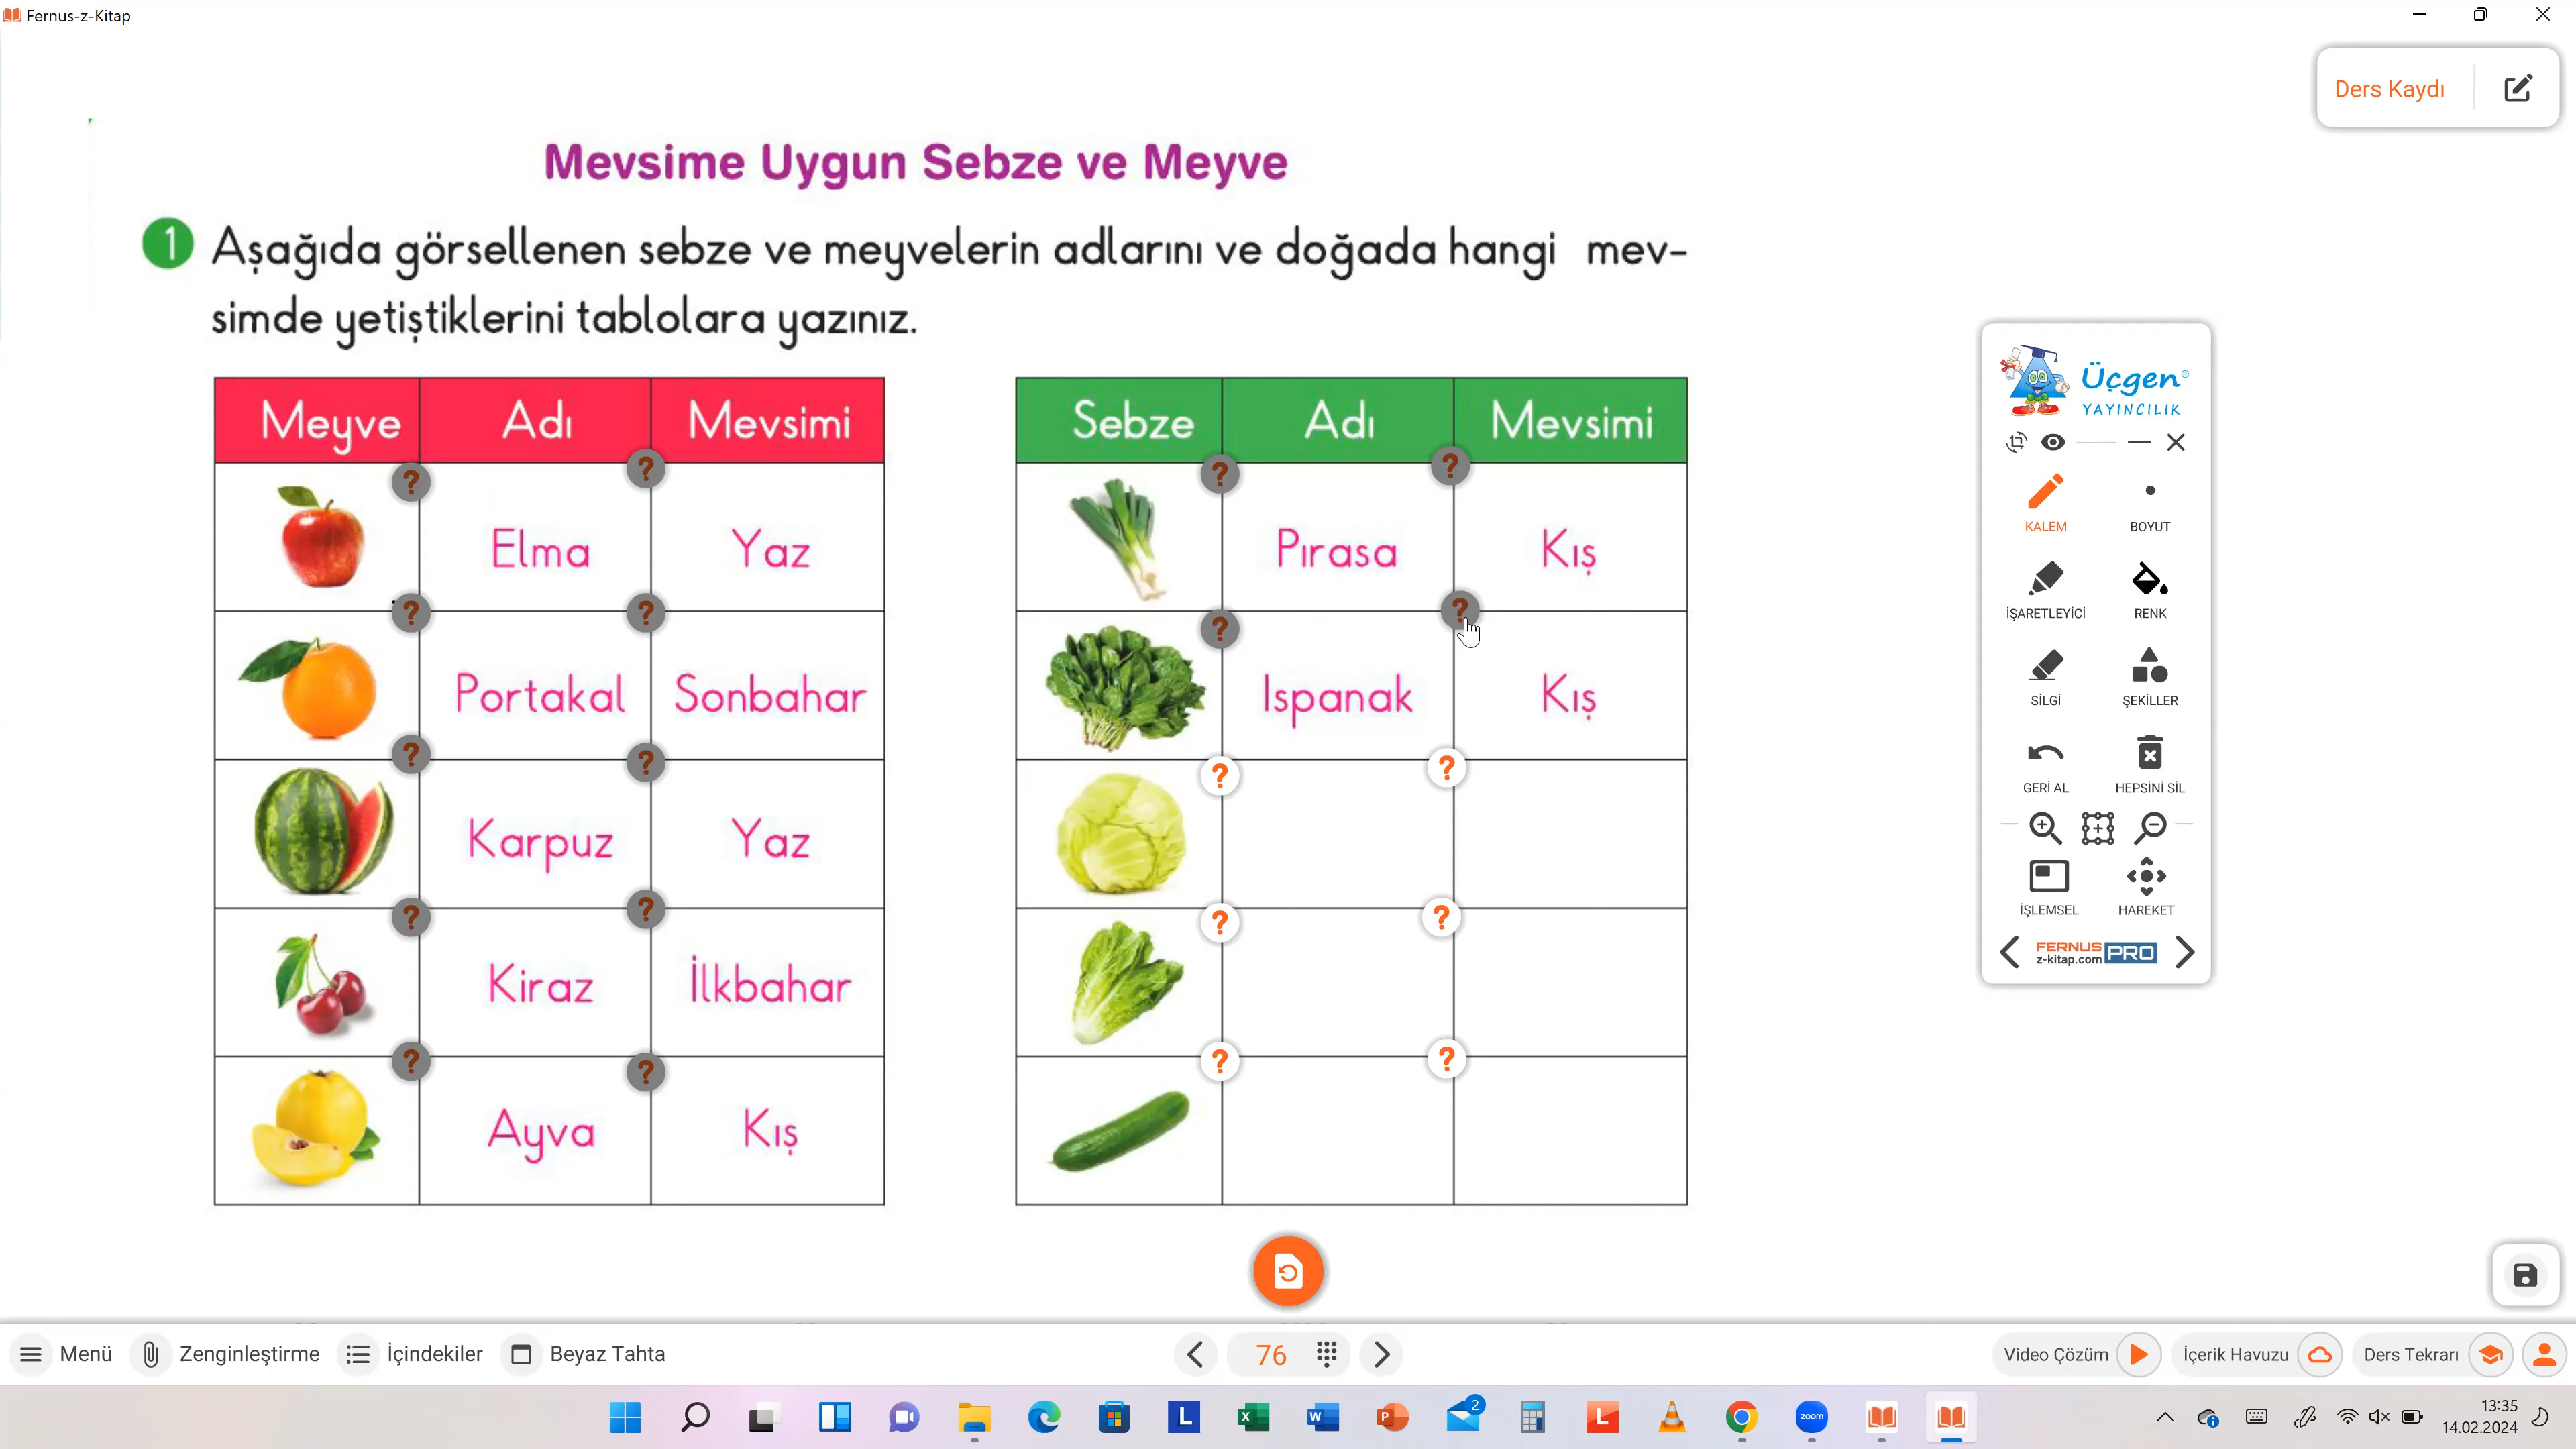 Fernus-z-Kitap
Ders Kaydı
Mevsime Uygun Sebze ve Meyve
1 Aşağıda görsellenen sebze ve meyvelerin adlarını ve doğada hangi mev-
simde yetiştiklerini tablolara yazınız.
Meyve Adı Mevsimi
? ?
Elma Yaz
? ?
Portakal Sonbahar
? ?
Karpuz Yaz
? ?
Kiraz İlkbahar
? ?
Ayva Kış
Sebze Adı Mevsimi
? ?
Pırasa Kış
? ?
Ispanak Kış
? ?
? ?
? ?
Üçgen®
YAYINCILIK
KALEM BOYUT
İŞARETLEYİCİ RENK
SİLGİ ŞEKİLLER
GERİ AL HEPSİNİ SİL
İŞLEMSEL HAREKET
FERNUS PRO
z-kitap.com
Menü Zenginleştirme İçindekiler Beyaz Tahta 76 Video Çözüm İçerik Havuzu Ders Tekrarı
L X W P 2 L zoom
13:35
14.02.2024